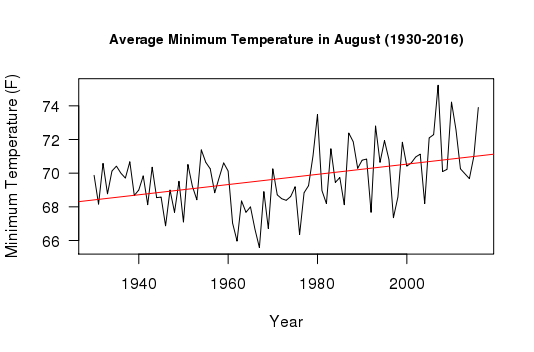 Average Minimum Temperature in August (1930-2016)
Minimum Temperature (F)
74
72
70
68
66
1940 1960 1980 2000
Year